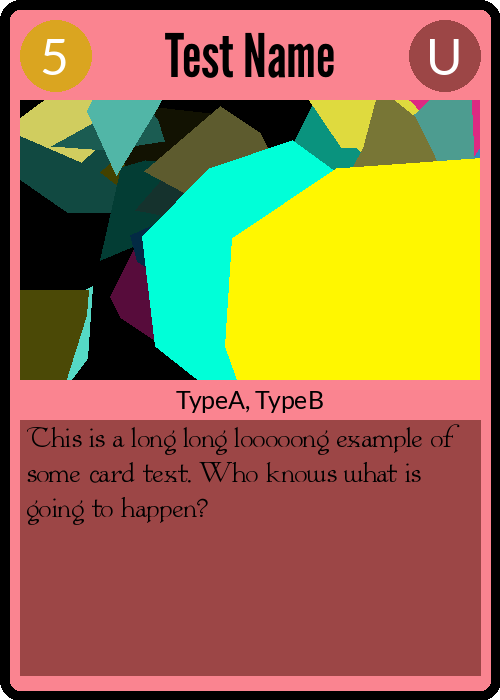 5 Test Name U
TypeA, TypeB
This is a long long looooong example of
some card text. Who knows what is
going to happen?